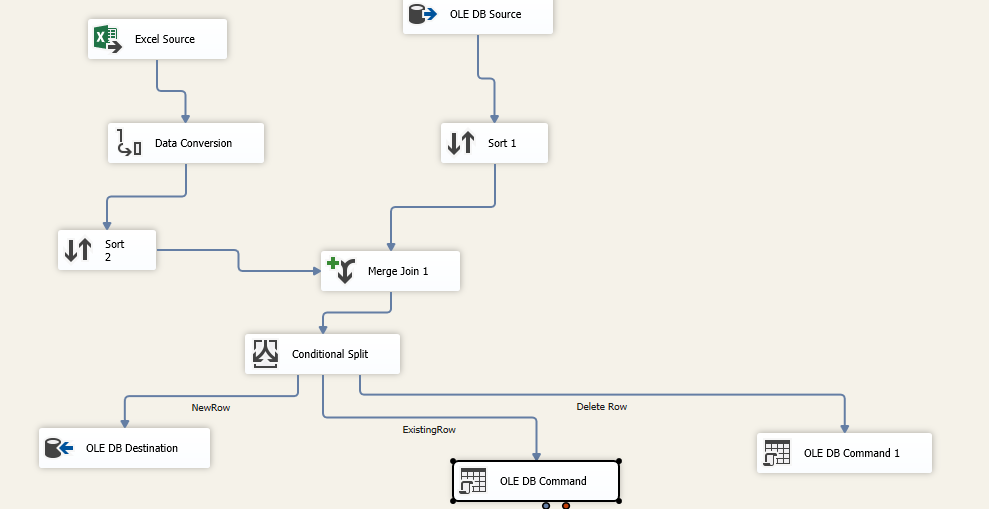 OLE DB Source
Excel Source
Data Conversion
Sort 1
Sort
2
Merge Join 1
Conditional Split
NewRow
Delete Row
ExistingRow
OLE DB Destination
OLE DB Command 1
OLE DB Command